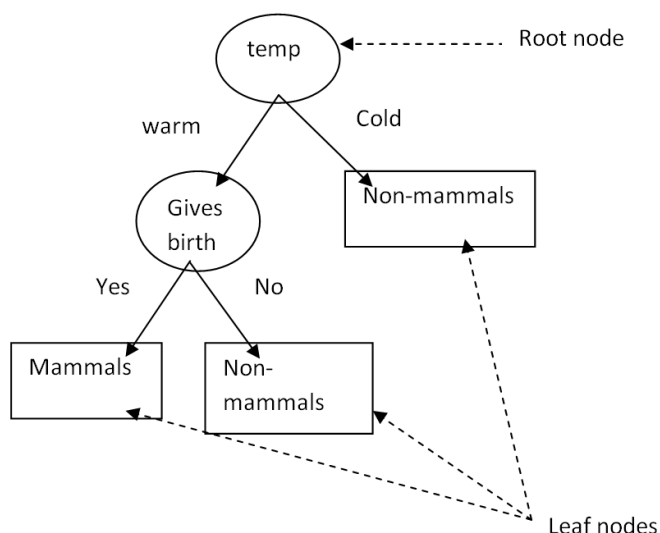 temp
Root node
warm
Cold
Gives
birth
Non-mammals
Yes
No
Mammals
Non-
mammals
Leaf nodes